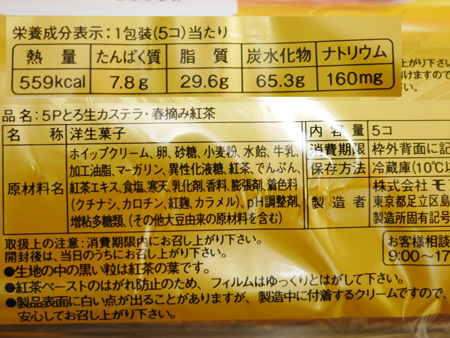 栄養成分表示：1包装(5コ)当たり
熱量 たんぱく質 脂質 炭水化物 ナトリウム
559kcal 7.8g 29.6g 65.3g 160mg
品名：5Pとろ生カステラ・春摘み紅茶
名称 洋生菓子
原材料名
ホイップクリーム、卵、砂糖、小麦粉、水飴、牛乳、
加工油脂、マーガリン、異性化液糖、紅茶、でんぷん、
紅茶エキス、食塩、寒天、乳化剤、香料、膨張剤、着色料
(クチナシ、カロチン、紅麹、カラメル)、pH調整剤、
増粘多糖類、(その他大豆由来の原材料を含む)
内容量 5コ
消費期限 枠外背面に記
保存方法 冷蔵庫(10℃以
製造者 株式会社 モ
東京都足立区島
製造所固有記号
取扱上の注意：消費期限内にお召し上がり下さい。
開封後は、当日のうちにお召し上がり下さい。
●生地の中の黒い粒は紅茶の葉です。
●紅茶ペーストのはがれ防止のため、フィルムはゆっくりとはがして下さい。
●製品表面に白い点が出ることがありますが、製造中に付着するクリームですので、
安心してお召し上がり下さい。
お客様相談
9:00～17